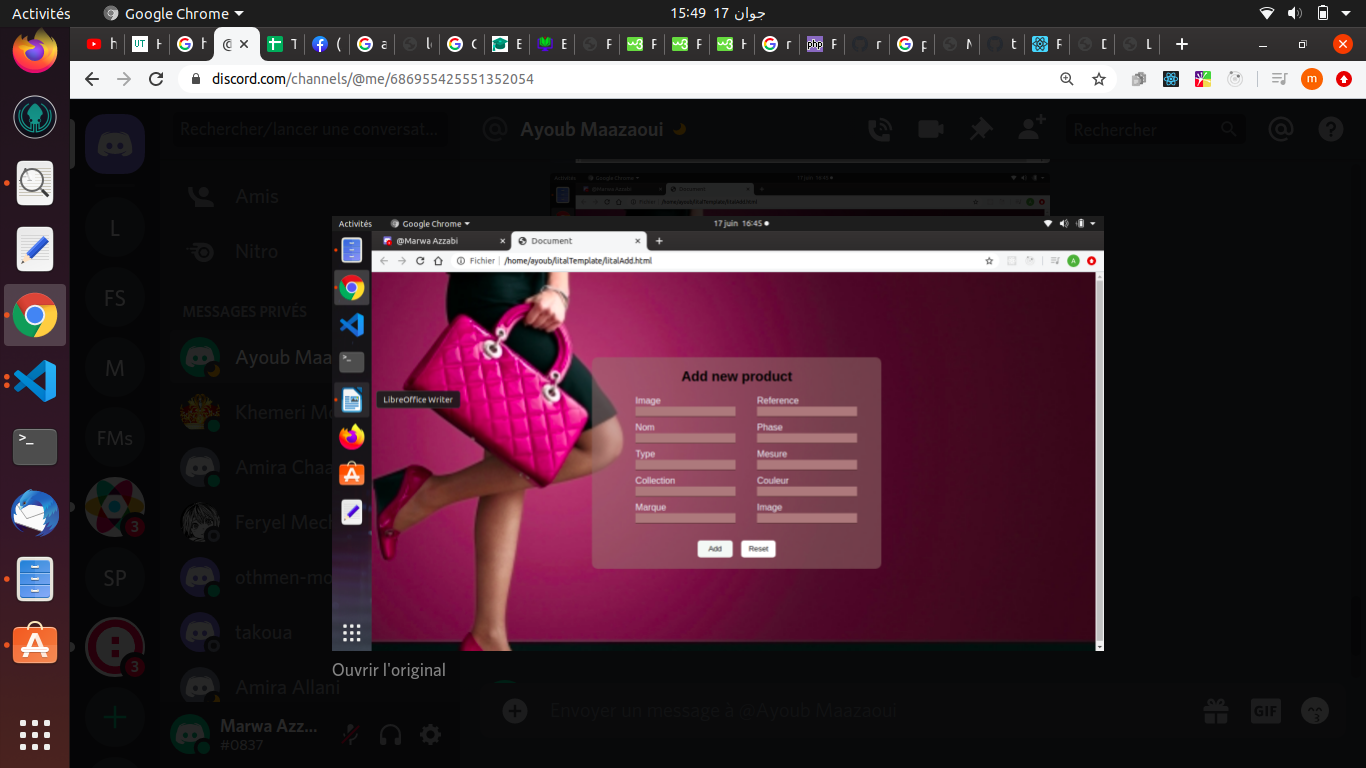 Activités
Google Chrome
15:49 17 جوان
discord.com/channels/@me/686955425551352054
Rechercher/lancer une conversat...
Ayoub Maazaoui
Rechercher
Amis
Nitro
MESSAGES PRIVÉS
L
FS
M
FMs
SP
3
3
Ayoub Maa
Khemeri Mo
Amira Chaa
Feryel Mech
othmen-mo
takoua
Amira Allani
Marwa Azz...
#0837
Activités
Google Chrome
17 juin 16:45
@Marwa Azzabi
Document
Fichier
/home/ayoub/litalTemplate/litalAdd.html
LibreOffice Writer
Add new product
Image
Reference
Nom
Phase
Type
Mesure
Collection
Couleur
Marque
Image
Add
Reset
Ouvrir l'original
Envoyer un message à @Ayoub Maazaoui
GIF